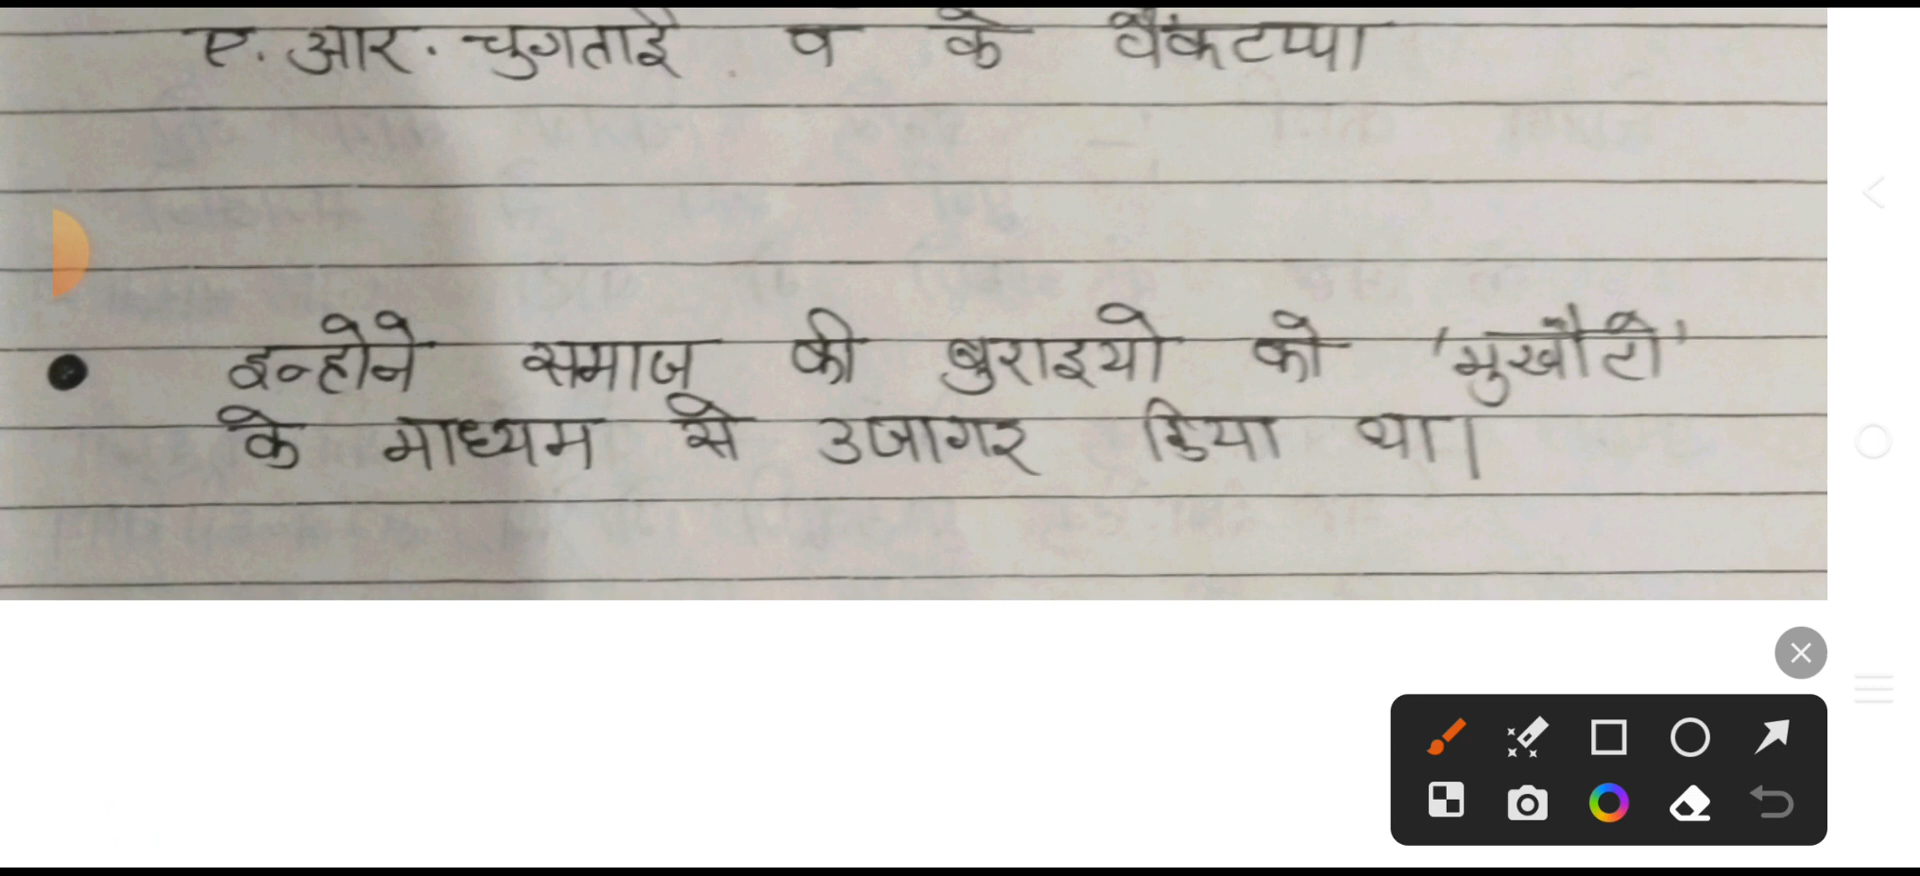 ए. आर. चुगताई व के वैंकटप्पा
इन्होने समाज की बुराइयो को 'मुखौटो'
के माध्यम से उजागर किया था।